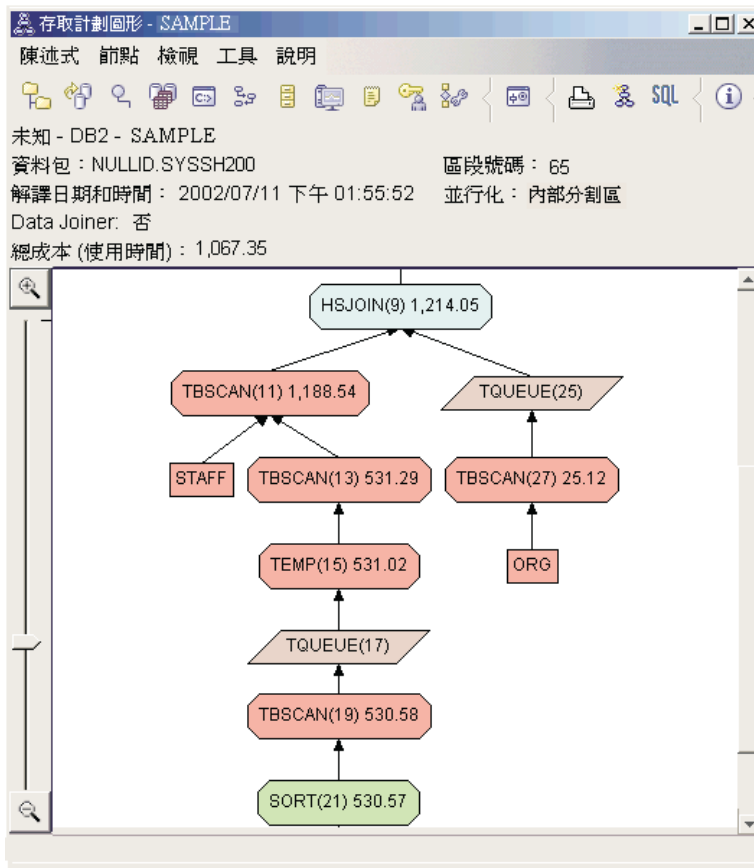 存取計劃圖形 - SAMPLE
陳述式 節點 檢視 工具 說明
SQL
未知 - DB2 - SAMPLE
資料包：NULLID.SYSSH200 區段號碼： 65
解譯日期和時間： 2002/07/11 下午 01:55:52 並行化：內部分割區
Data Joiner: 否
總成本 (使用時間)：1,067.35
HSJOIN(9) 1,214.05
TBSCAN(11) 1,188.54 TQUEUE(25)
STAFF TBSCAN(13) 531.29 TBSCAN(27) 25.12
TEMP(15) 531.02 ORG
TQUEUE(17)
TBSCAN(19) 530.58
SORT(21) 530.57